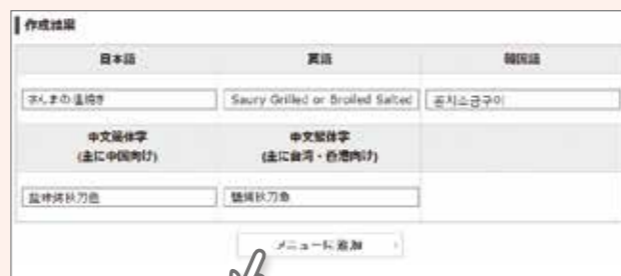 作成結果
日本語 英語 韓国語
さんまの塩焼き Saury Grilled or Broiled Salted 꽁치소금구이
中文简体字 中文繁体字
(主に中国向け) (主に台湾・香港向け)
盐烤秋刀鱼 鹽烤秋刀魚
メニューに追加